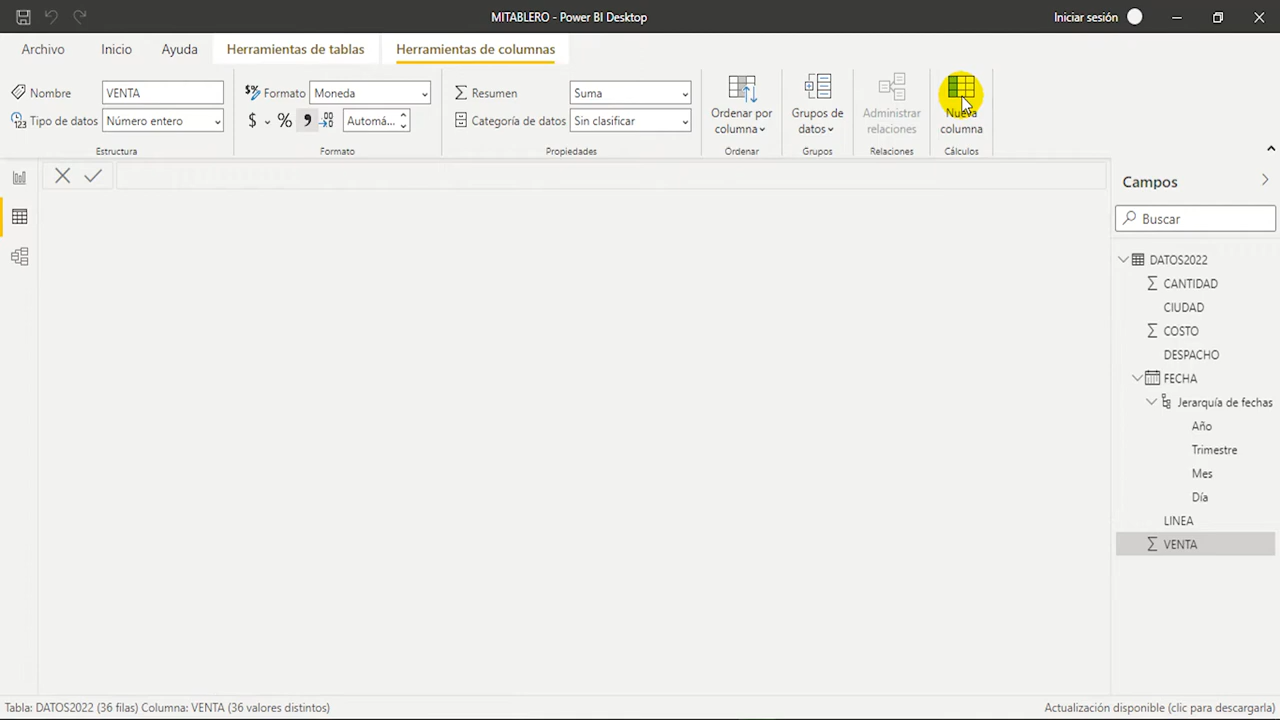 MITABLERO - Power BI Desktop
Iniciar sesión
Archivo
Inicio
Ayuda
Herramientas de tablas
Herramientas de columnas
Nombre
VENTA
Tipo de datos
Número entero
Estructura
Formato
Moneda
$
%
Automá...
Formato
Resumen
Suma
Categoría de datos
Sin clasificar
Propiedades
Ordenar por
columna
Ordenar
Grupos de
datos
Grupos
Administrar
relaciones
Relaciones
Nueva
columna
Cálculos
Campos
Buscar
DATOS2022
CANTIDAD
CIUDAD
COSTO
DESPACHO
FECHA
Jerarquía de fechas
Año
Trimestre
Mes
Día
LINEA
VENTA
Tabla: DATOS2022 (36 filas) Columna: VENTA (36 valores distintos)
Actualización disponible (clic para descargarla)